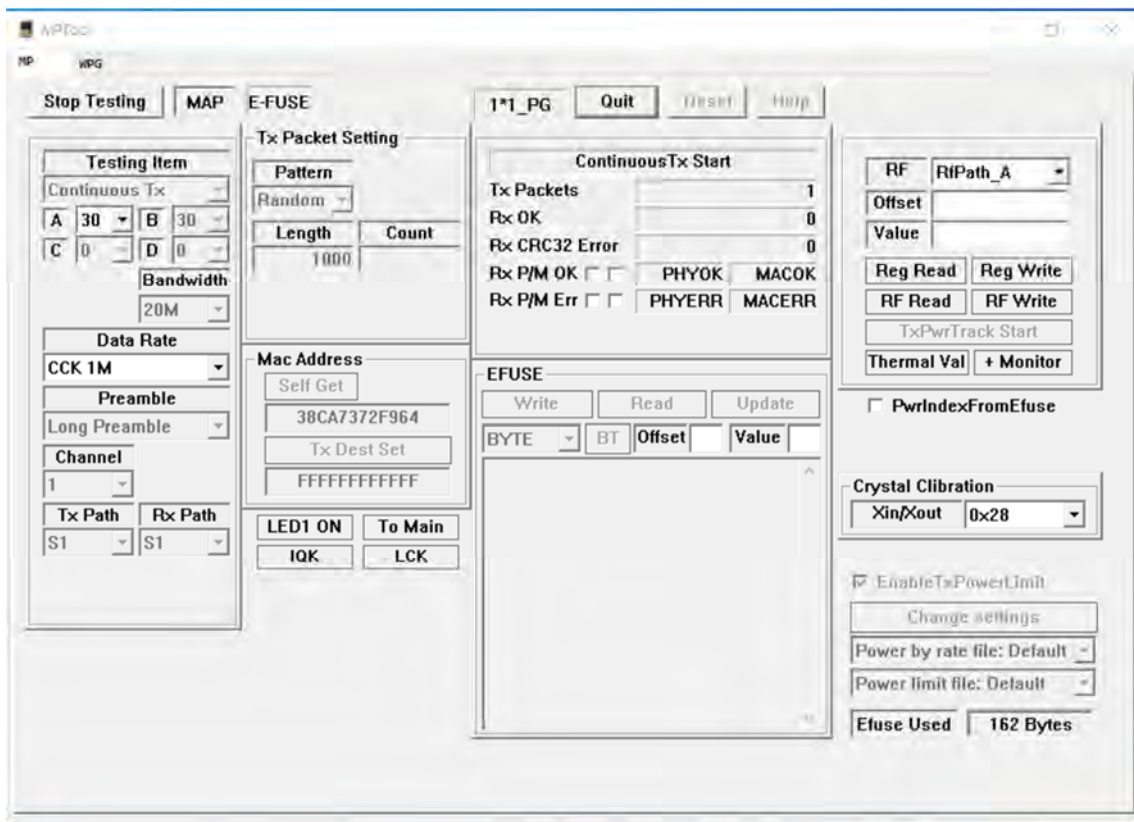 MPTool
MP WPG
Stop Testing MAP E-FUSE 1*1_PG Quit Reset Help
Testing Item
Continuous Tx
A 30 B 30
C 0 D 0
Bandwidth
20M
Data Rate
CCK 1M
Preamble
Long Preamble
Channel
1
Tx Path Rx Path
S1 S1
Tx Packet Setting
Pattern
Random
Length Count
1000
Mac Address
Self Get
38CA7372F964
Tx Dest Set
FFFFFFFFFFFF
LED1 ON To Main
IQK LCK
ContinuousTx Start
Tx Packets 1
Rx OK 0
Rx CRC32 Error 0
Rx P/M OK PHYOK MACOK
Rx P/M Err PHYERR MACERR
EFUSE
Write Read Update
BYTE BT Offset Value
RF RfPath_A
Offset
Value
Reg Read Reg Write
RF Read RF Write
TxPwrTrack Start
Thermal Val + Monitor
PwrIndexFromEfuse
Crystal Clibration
Xin/Xout 0x28
EnableTxPowerLimit
Change settings
Power by rate file: Default
Power limit file: Default
Efuse Used 162 Bytes